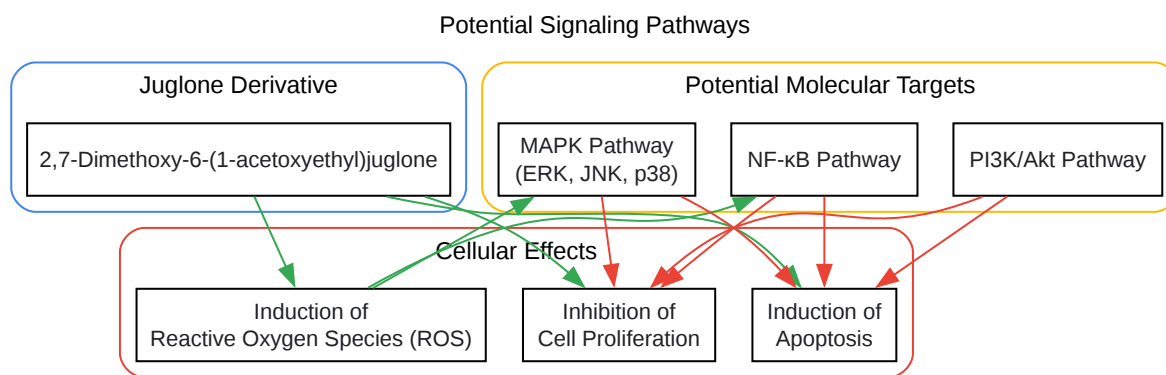 Potential Signaling Pathways
Juglone Derivative
Potential Molecular Targets
2,7-Dimethoxy-6-(1-acetoxyethyl)juglone
MAPK Pathway
(ERK, JNK, p38)
NF-κB Pathway
PI3K/Akt Pathway
Cellular Effects
Induction of
Reactive Oxygen Species (ROS)
Inhibition of
Cell Proliferation
Induction of
Apoptosis